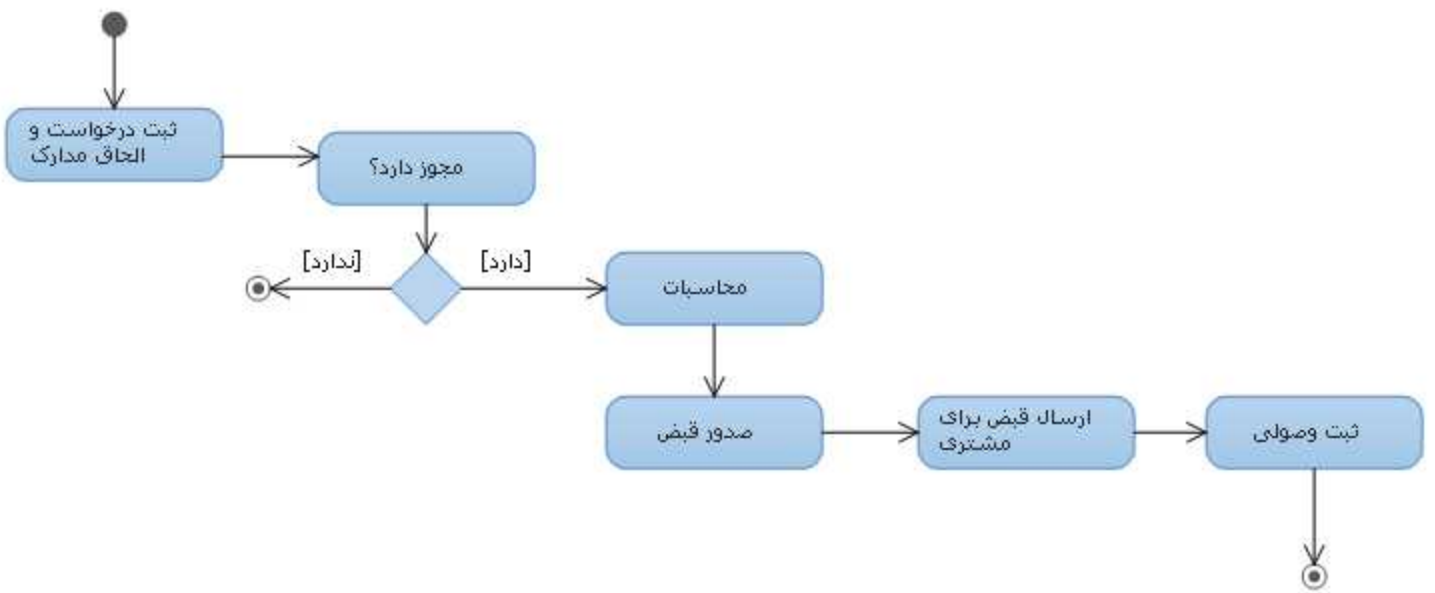 ثبت درخواست و
الحاق مدارک
مجوز دارد؟
[ندارد]
[دارد]
محاسبات
صدور قبض
ارسال قبض برای
مشتری
ثبت وصولی